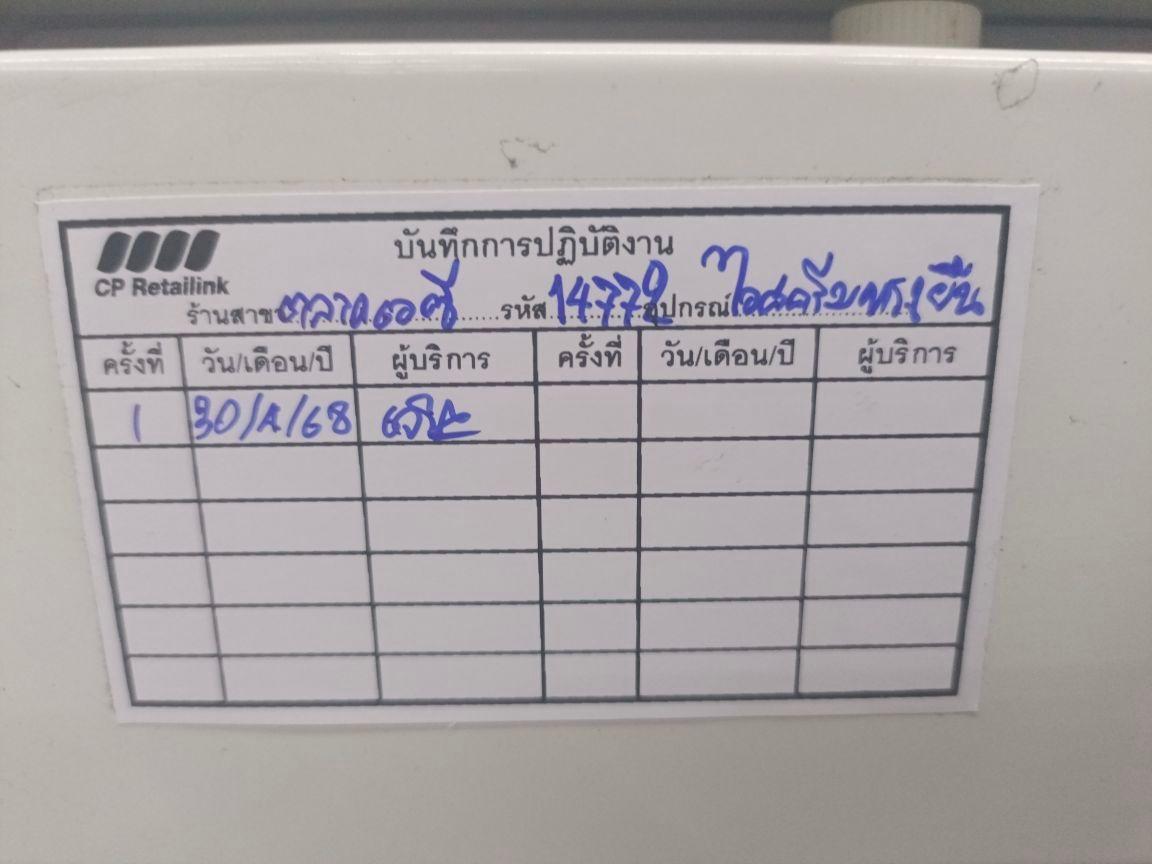 CP Retailink
บันทึกการปฏิบัติงาน
ร้านสาขา ตลาดเอซี รหัส 14772 อุปกรณ์ ไอศครีมทรงยืน
ครั้งที่ วัน/เดือน/ปี ผู้บริการ ครั้งที่ วัน/เดือน/ปี ผู้บริการ
1 30/4/68